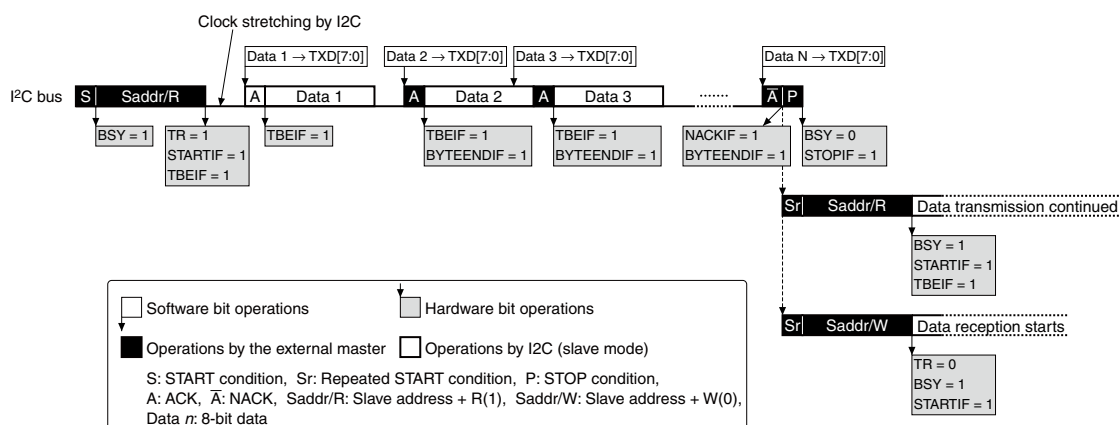 Clock stretching by I2C
Data 1 → TXD[7:0]
Data 2 → TXD[7:0]
Data 3 → TXD[7:0]
Data N → TXD[7:0]
I²C bus
S
Saddr/R
A
Data 1
A
Data 2
A
Data 3
........
A̅
P
BSY = 1
TR = 1
STARTIF = 1
TBEIF = 1
TBEIF = 1
TBEIF = 1
BYTEENDIF = 1
TBEIF = 1
BYTEENDIF = 1
NACKIF = 1
BYTEENDIF = 1
BSY = 0
STOPIF = 1
Sr
Saddr/R
Data transmission continued
BSY = 1
STARTIF = 1
TBEIF = 1
Sr
Saddr/W
Data reception starts
TR = 0
BSY = 1
STARTIF = 1
Software bit operations
Hardware bit operations
Operations by the external master
Operations by I2C (slave mode)
S: START condition, Sr: Repeated START condition, P: STOP condition,
A: ACK, A̅: NACK, Saddr/R: Slave address + R(1), Saddr/W: Slave address + W(0),
Data n: 8-bit data